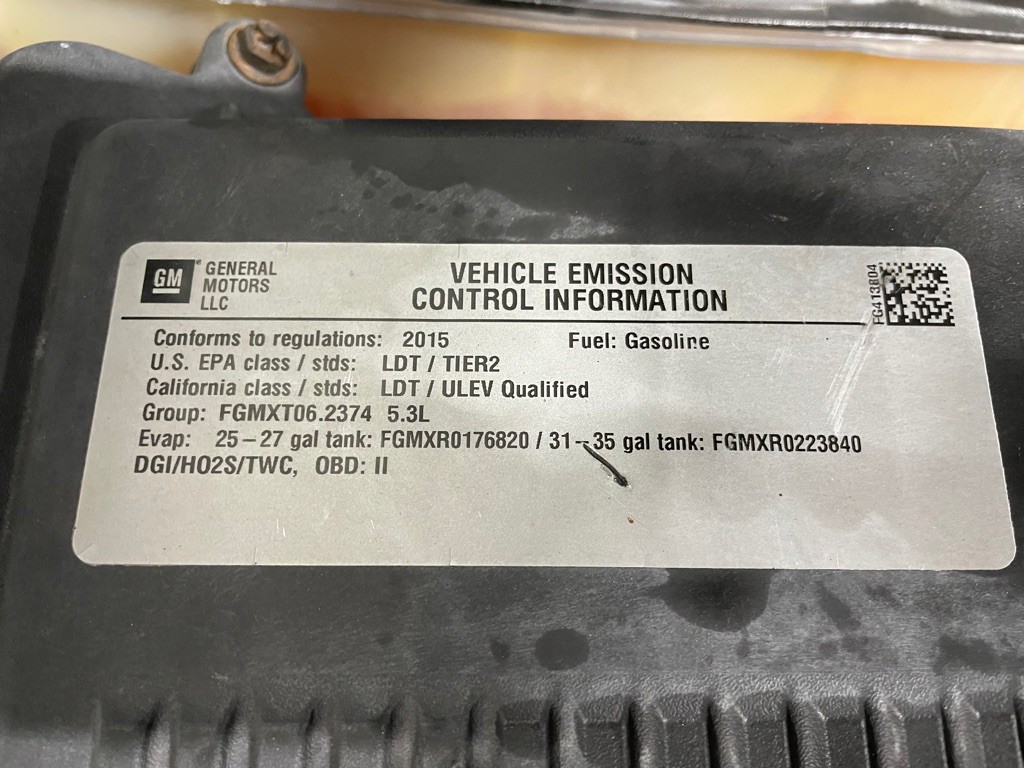 GM
GENERAL
MOTORS
LLC
VEHICLE EMISSION
CONTROL INFORMATION
FG413804
Conforms to regulations: 2015 Fuel: Gasoline
U.S. EPA class / stds: LDT / TIER2
California class / stds: LDT / ULEV Qualified
Group: FGMXT06.2374 5.3L
Evap: 25–27 gal tank: FGMXR0176820 / 31–35 gal tank: FGMXR0223840
DGI/HO2S/TWC, OBD: II